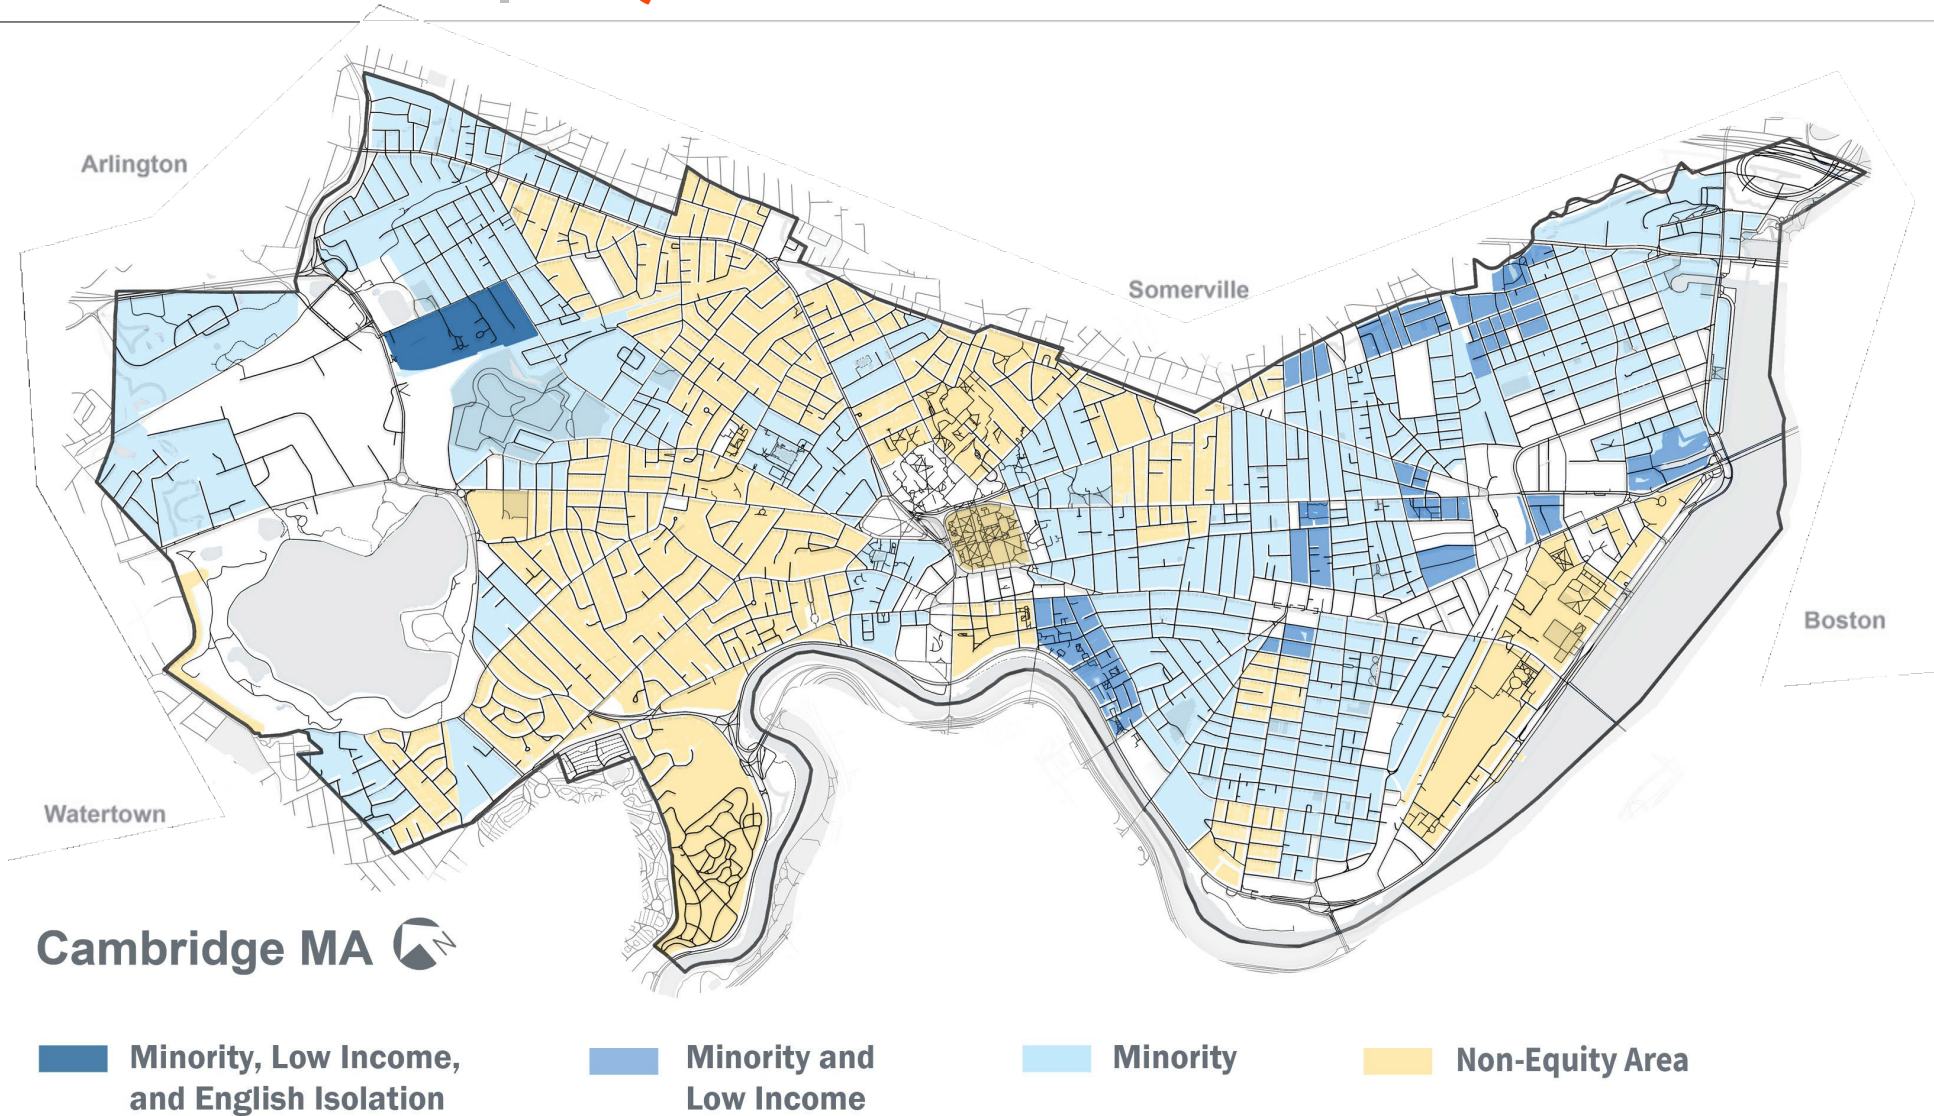 Arlington
Somerville
Boston
Watertown
Cambridge MA
N
Minority, Low Income,
and English Isolation
Minority and
Low Income
Minority
Non-Equity Area